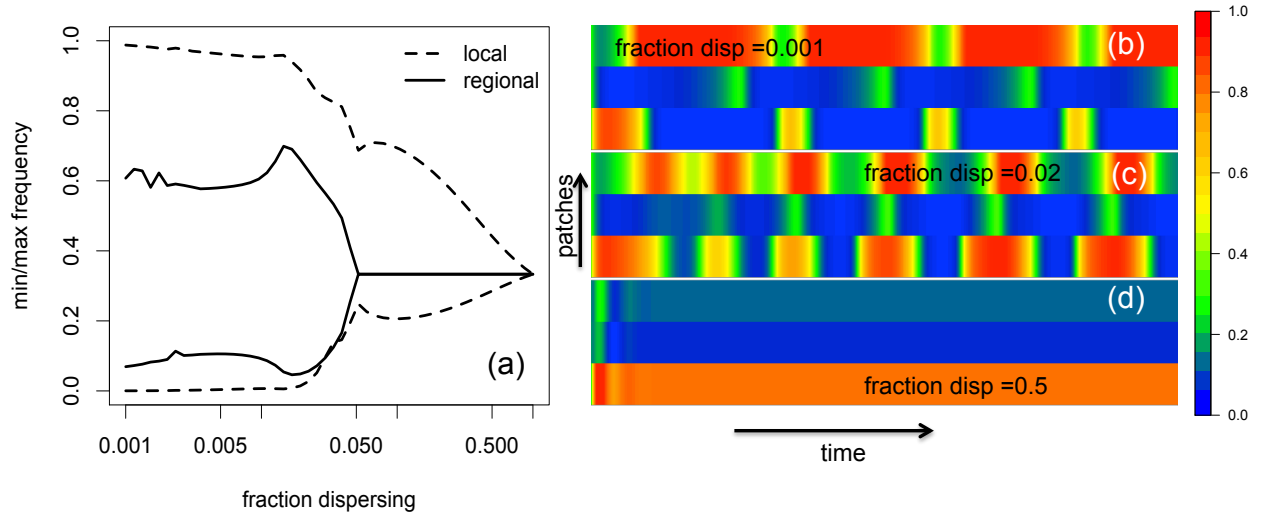 1.0
0.8
0.6
0.4
0.2
0.0
min/max frequency
local
regional
(a)
0.001
0.005
0.050
0.500
fraction dispersing
fraction disp =0.001
(b)
fraction disp =0.02
(c)
(d)
fraction disp =0.5
patches
time
1.0
0.8
0.6
0.4
0.2
0.0